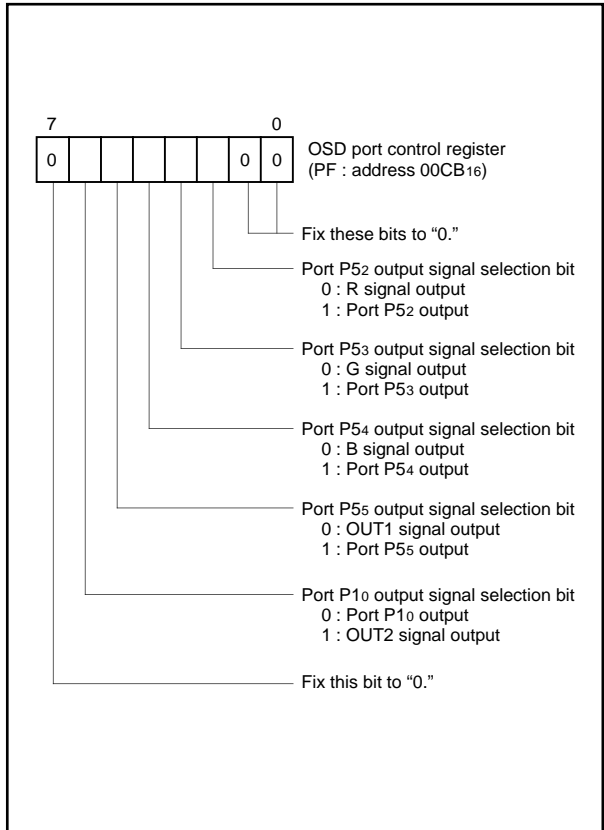 7 0
0 0 0
OSD port control register
(PF : address 00CB16)
Fix these bits to “0.”
Port P52 output signal selection bit
0 : R signal output
1 : Port P52 output
Port P53 output signal selection bit
0 : G signal output
1 : Port P53 output
Port P54 output signal selection bit
0 : B signal output
1 : Port P54 output
Port P55 output signal selection bit
0 : OUT1 signal output
1 : Port P55 output
Port P10 output signal selection bit
0 : Port P10 output
1 : OUT2 signal output
Fix this bit to “0.”